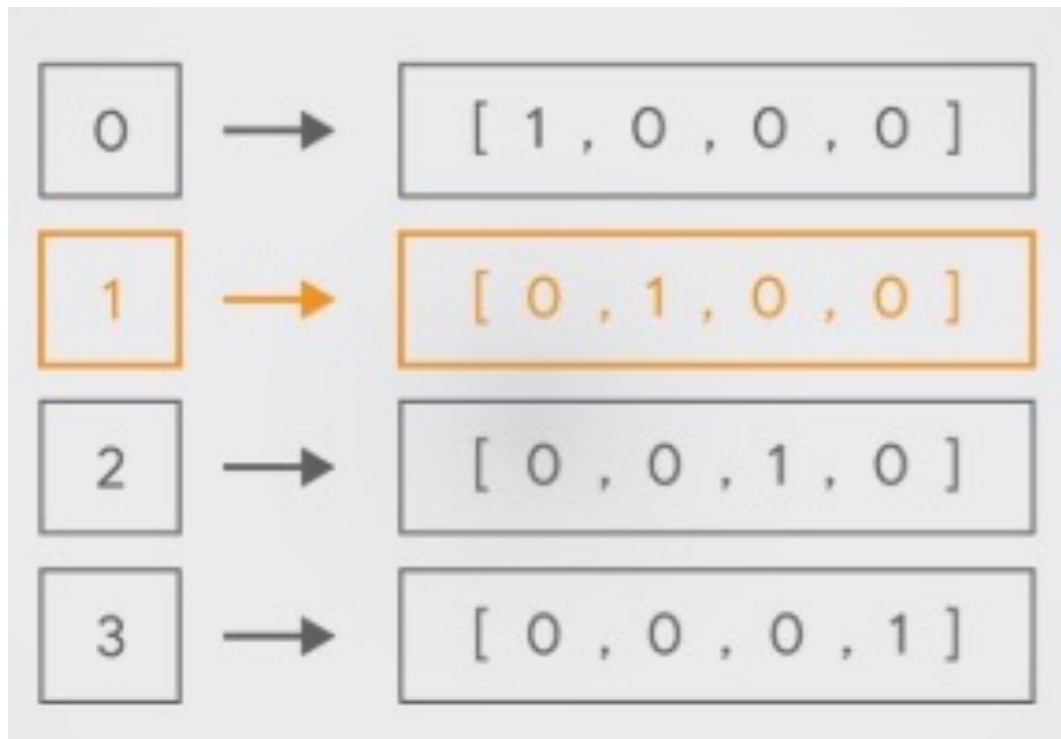 0 [ 1 , 0 , 0 , 0 ]
1 [ 0 , 1 , 0 , 0 ]
2 [ 0 , 0 , 1 , 0 ]
3 [ 0 , 0 , 0 , 1 ]